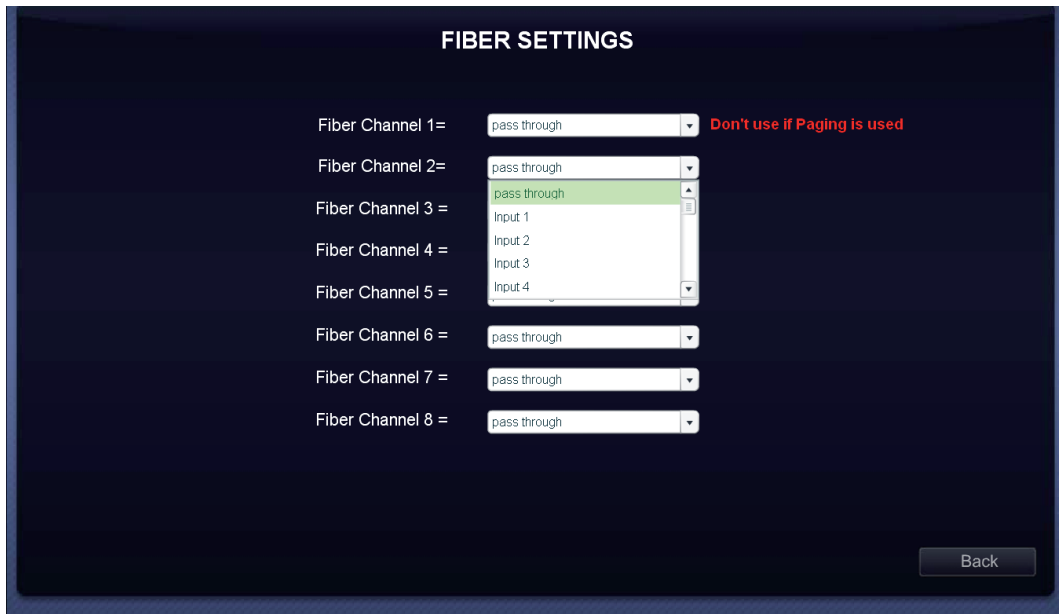 FIBER SETTINGS
Fiber Channel 1= pass through Don't use if Paging is used
Fiber Channel 2= pass through
pass through
Fiber Channel 3 =
Input 1
Input 2
Fiber Channel 4 =
Input 3
Input 4
Fiber Channel 5 =
Fiber Channel 6 = pass through
Fiber Channel 7 = pass through
Fiber Channel 8 = pass through
Back